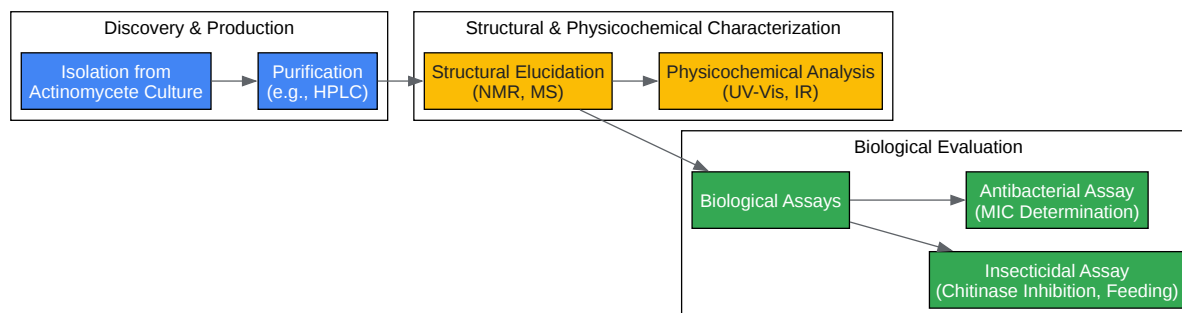 Discovery & Production
Isolation from
Actinomycete Culture
Purification
(e.g., HPLC)
Structural & Physicochemical Characterization
Structural Elucidation
(NMR, MS)
Physicochemical Analysis
(UV-Vis, IR)
Biological Evaluation
Biological Assays
Antibacterial Assay
(MIC Determination)
Insecticidal Assay
(Chitinase Inhibition, Feeding)